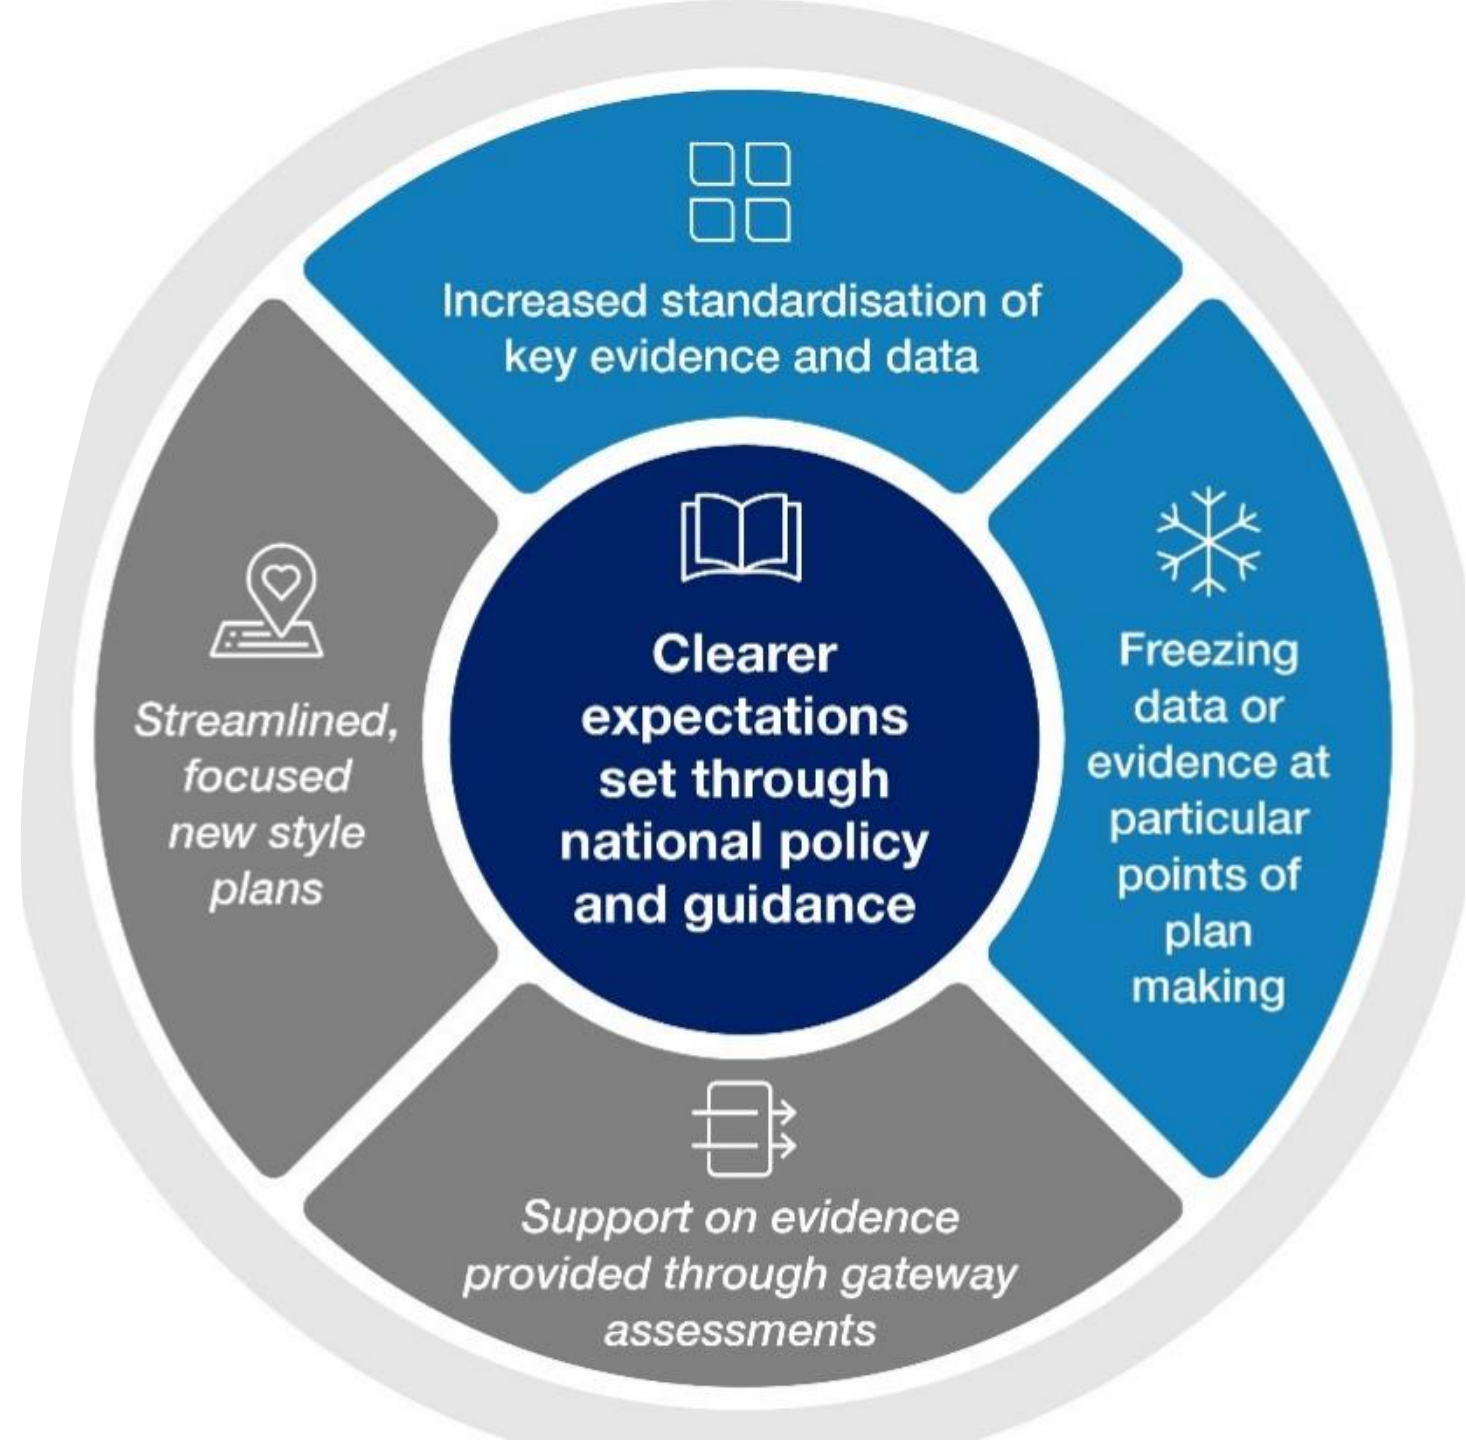 Increased standardisation of
key evidence and data
Streamlined,
focused
new style
plans
Clearer
expectations
set through
national policy
and guidance
Freezing
data or
evidence at
particular
points of
plan
making
Support on evidence
provided through gateway
assessments